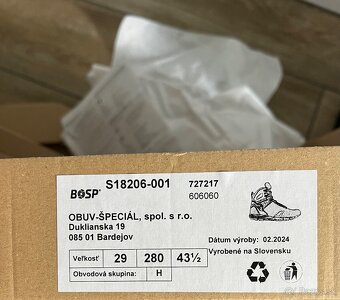 BOSP®
S18206-001
727217
606060
OBUV-ŠPECIÁL, spol. s r.o.
Duklianska 19
085 01 Bardejov
Veľkosť 29 280 43½
Obvodová skupina: H
Dátum výroby: 02.2024
Vyrobené na Slovensku